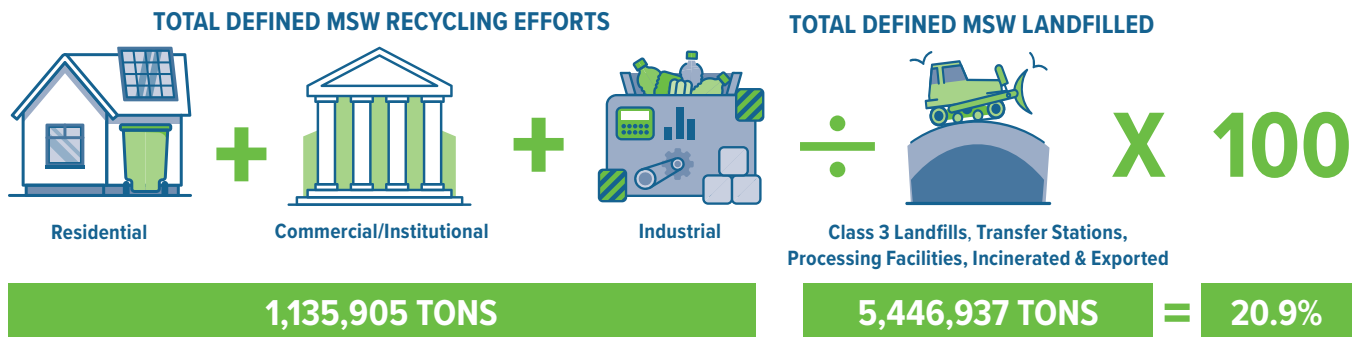 TOTAL DEFINED MSW RECYCLING EFFORTS
TOTAL DEFINED MSW LANDFILLED
+
+
÷
X 100
Residential
Commercial/Institutional
Industrial
Class 3 Landfills, Transfer Stations,
Processing Facilities, Incinerated & Exported
1,135,905 TONS
5,446,937 TONS
=
20.9%